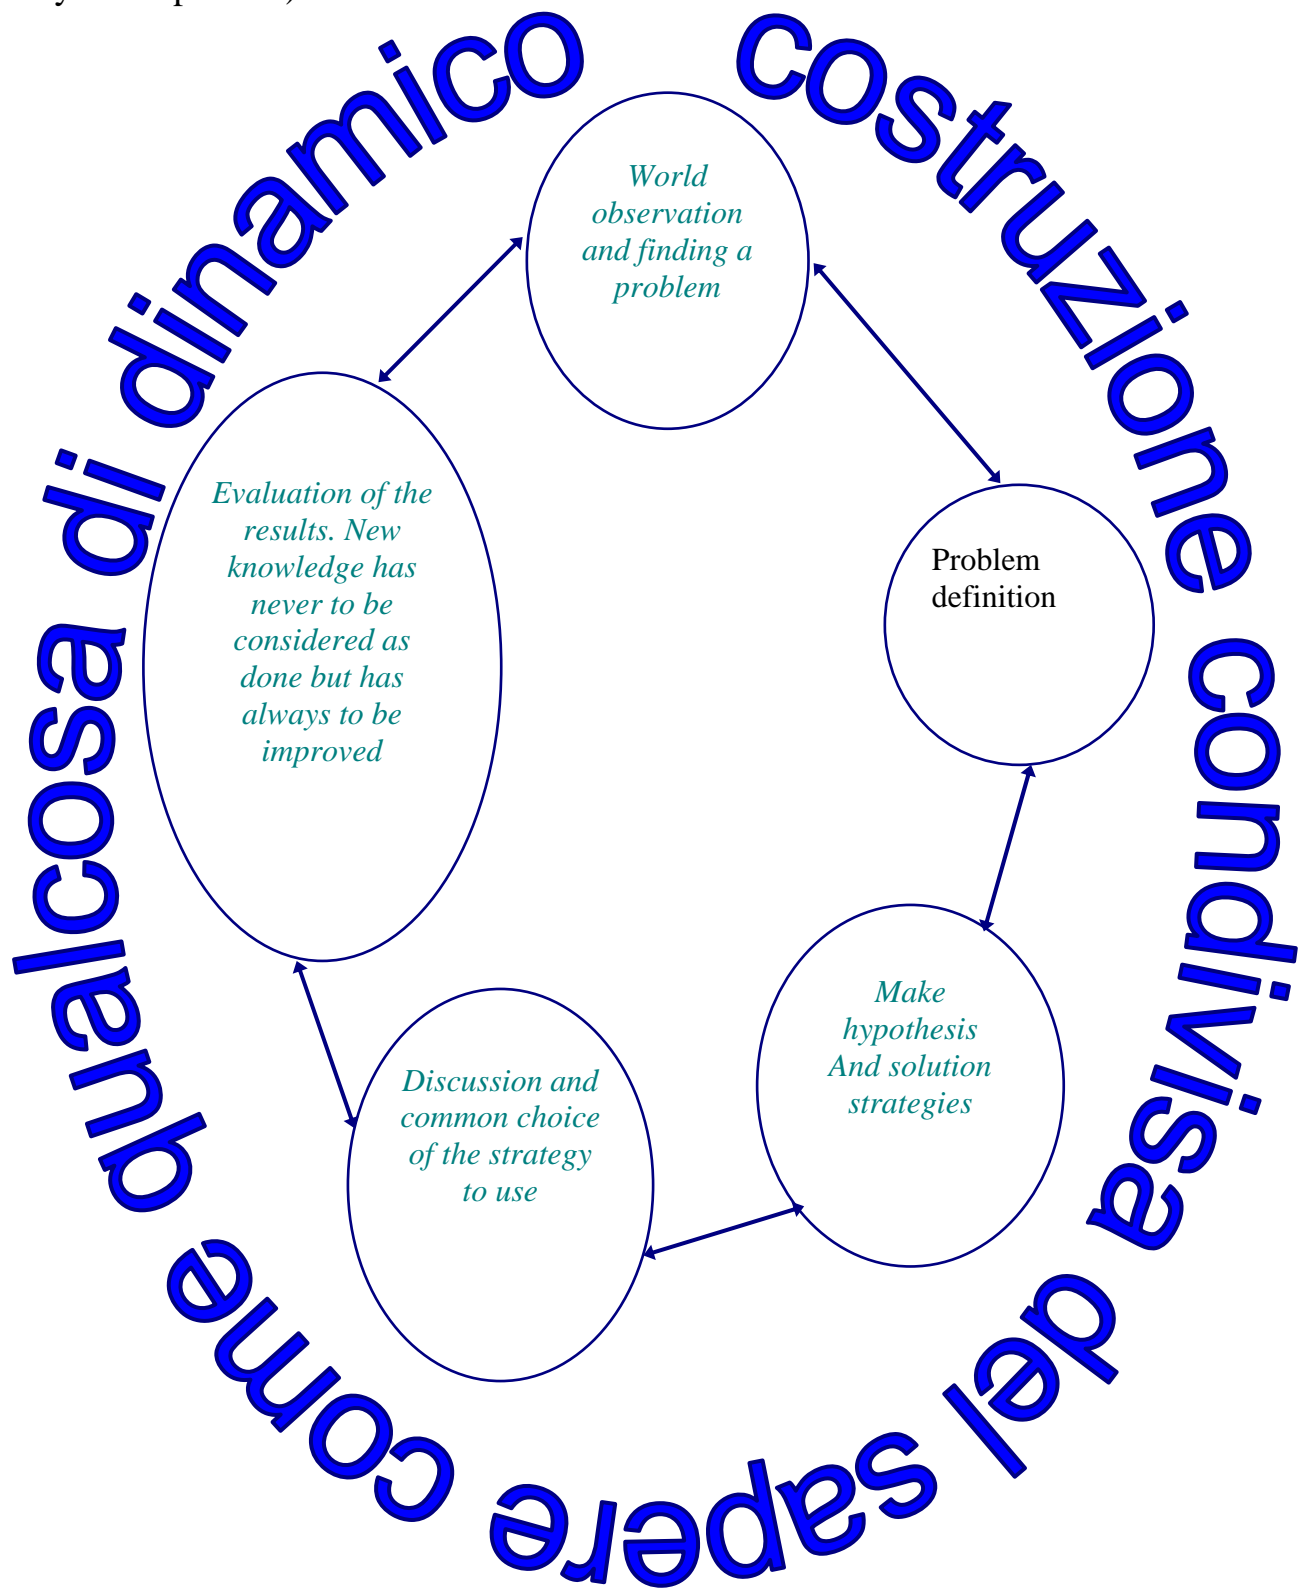 costruzione condivisa del sapere come qualcosa di dinamico
World
observation
and finding a
problem
Evaluation of the
results. New
knowledge has
never to be
considered as
done but has
always to be
improved
Problem
definition
Make
hypothesis
And solution
strategies
Discussion and
common choice
of the strategy
to use